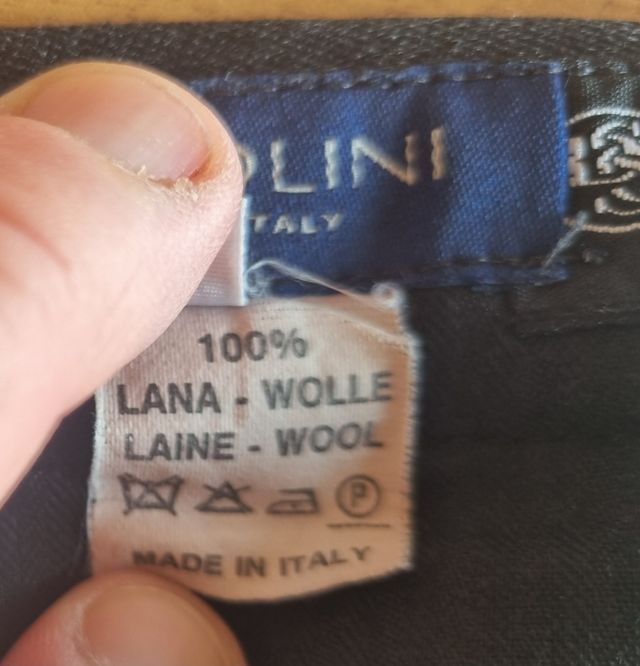 OLINI
ITALY
100%
LANA - WOLLE
LAINE - WOOL
P
MADE IN ITALY